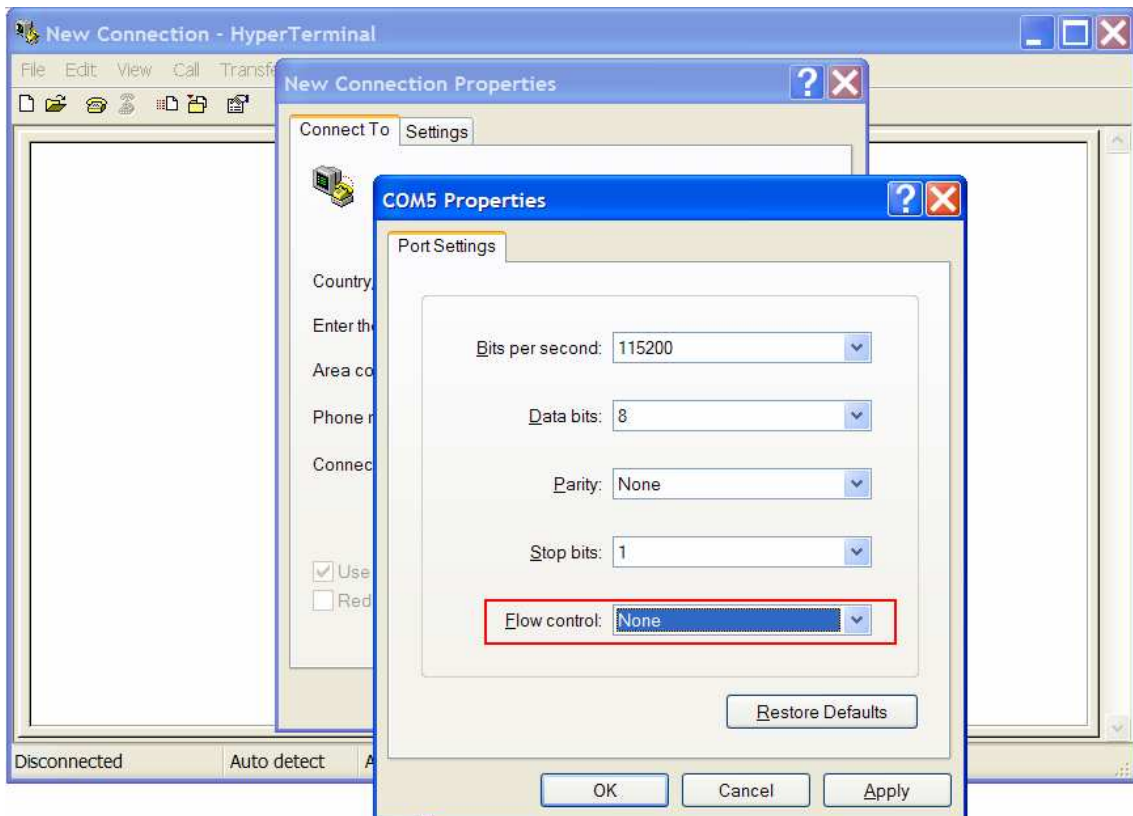 New Connection - HyperTerminal
File Edit View Call Transfe
New Connection Properties
Connect To Settings
COM5 Properties
Port Settings
Country
Enter the
Area co
Phone
Connec
Use
Red
Bits per second: 115200
Data bits: 8
Parity: None
Stop bits: 1
Flow control: None
Restore Defaults
OK Cancel Apply
Disconnected Auto detect A